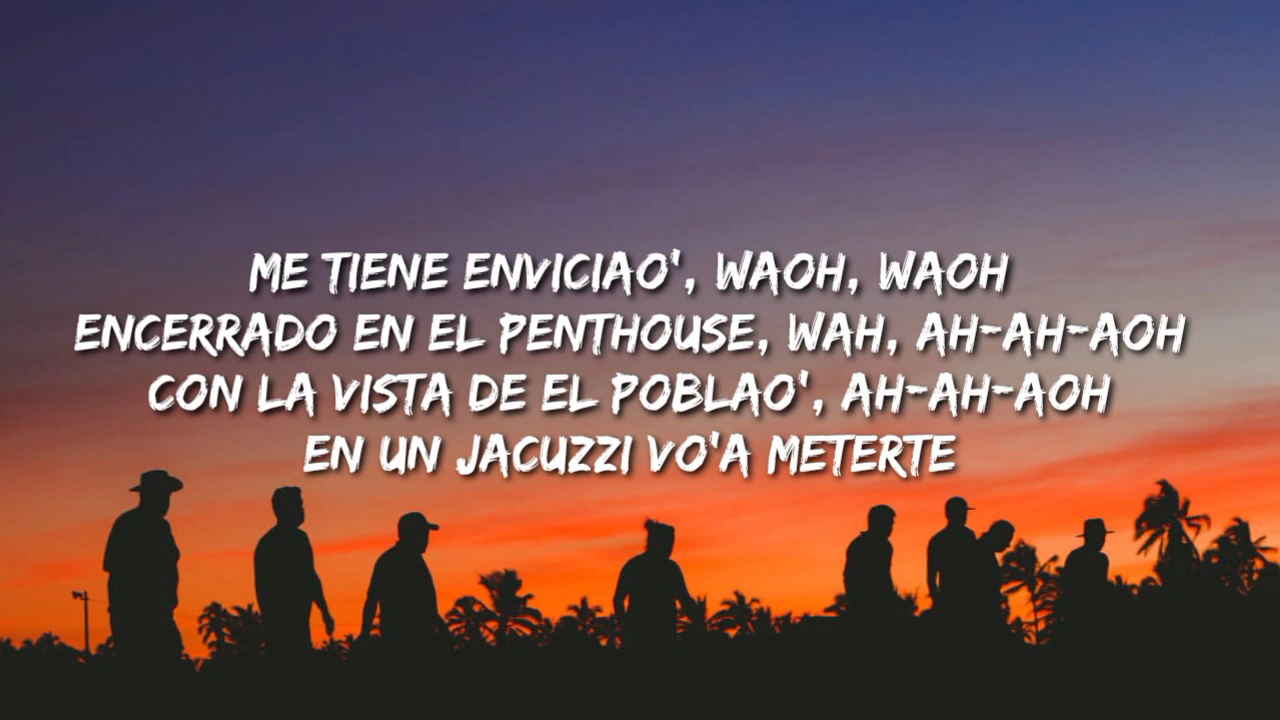 ME TIENE ENVICIAO', WAOH, WAOH
ENCERRADO EN EL PENTHOUSE, WAH, AH-AH-AOH
CON LA VISTA DE EL POBLAO', AH-AH-AOH
EN UN JACUZZI VO'A METERTE